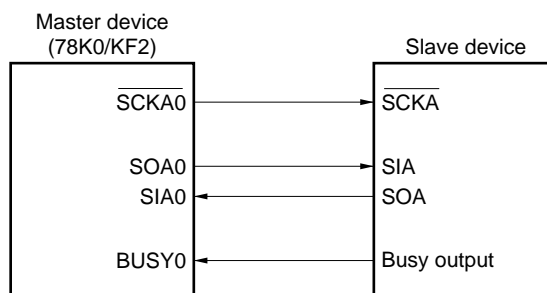 Master device
(78K0/KF2)
Slave device
SCKA0
SCKA
SOA0
SIA
SIA0
SOA
BUSY0
Busy output